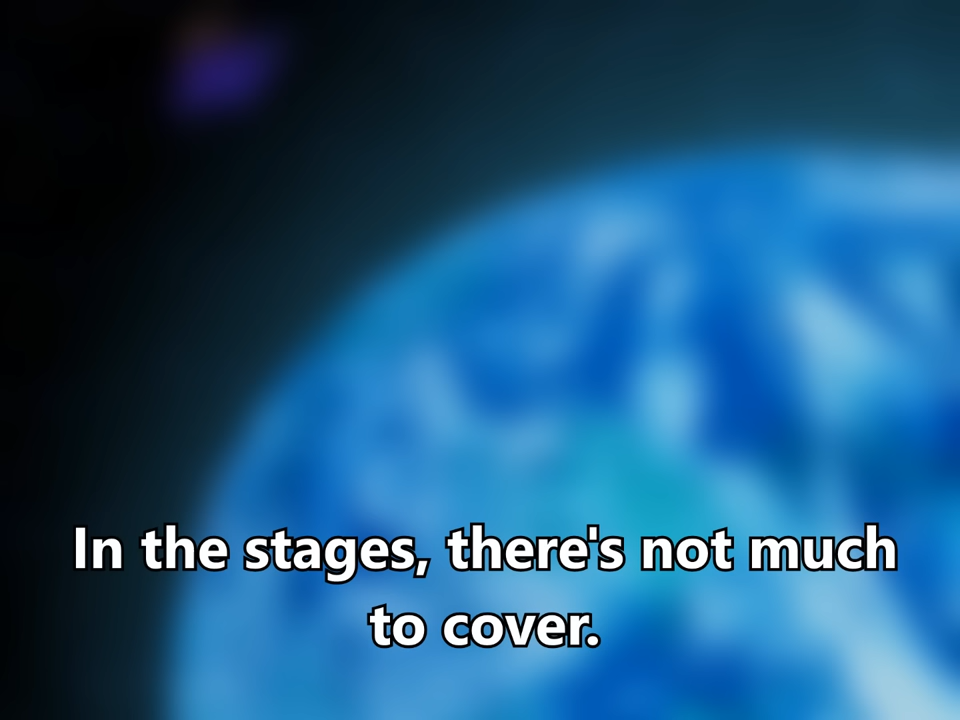 In the stages, there's not much
to cover.